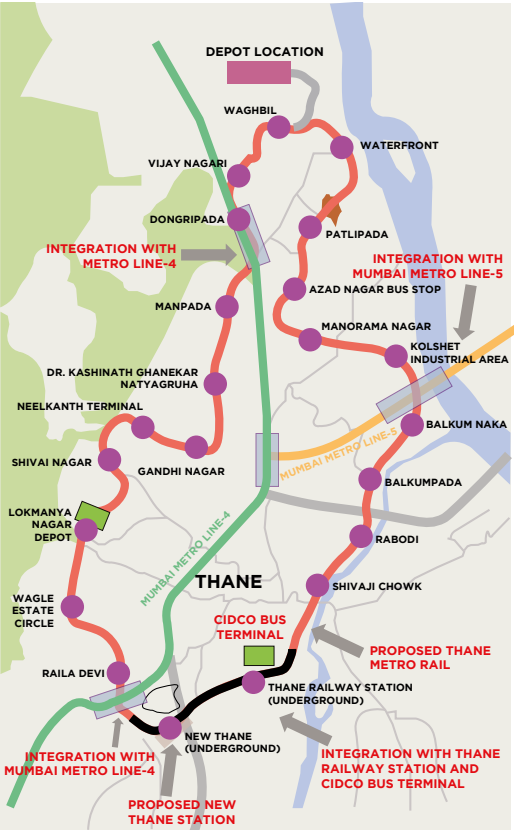 DEPOT LOCATION
WAGHBIL
WATERFRONT
VIJAY NAGARI
DONGRIPADA
PATLIPADA
INTEGRATION WITH
METRO LINE-4
INTEGRATION WITH
MUMBAI METRO LINE-5
AZAD NAGAR BUS STOP
MANPADA
MANORAMA NAGAR
KOLSHET
INDUSTRIAL AREA
DR. KASHINATH GHANEKAR
NATYAGRUHA
NEELKANTH TERMINAL
BALKUM NAKA
MUMBAI METRO LINE-5
SHIVAI NAGAR
GANDHI NAGAR
BALKUMPADA
LOKMANYA
NAGAR
DEPOT
RABODI
MUMBAI METRO LINE-4
THANE
SHIVAJI CHOWK
WAGLE
ESTATE
CIRCLE
CIDCO BUS
TERMINAL
PROPOSED THANE
METRO RAIL
RAILA DEVI
THANE RAILWAY STATION
(UNDERGROUND)
NEW THANE
(UNDERGROUND)
INTEGRATION WITH
MUMBAI METRO LINE-4
INTEGRATION WITH THANE
RAILWAY STATION AND
CIDCO BUS TERMINAL
PROPOSED NEW
THANE STATION